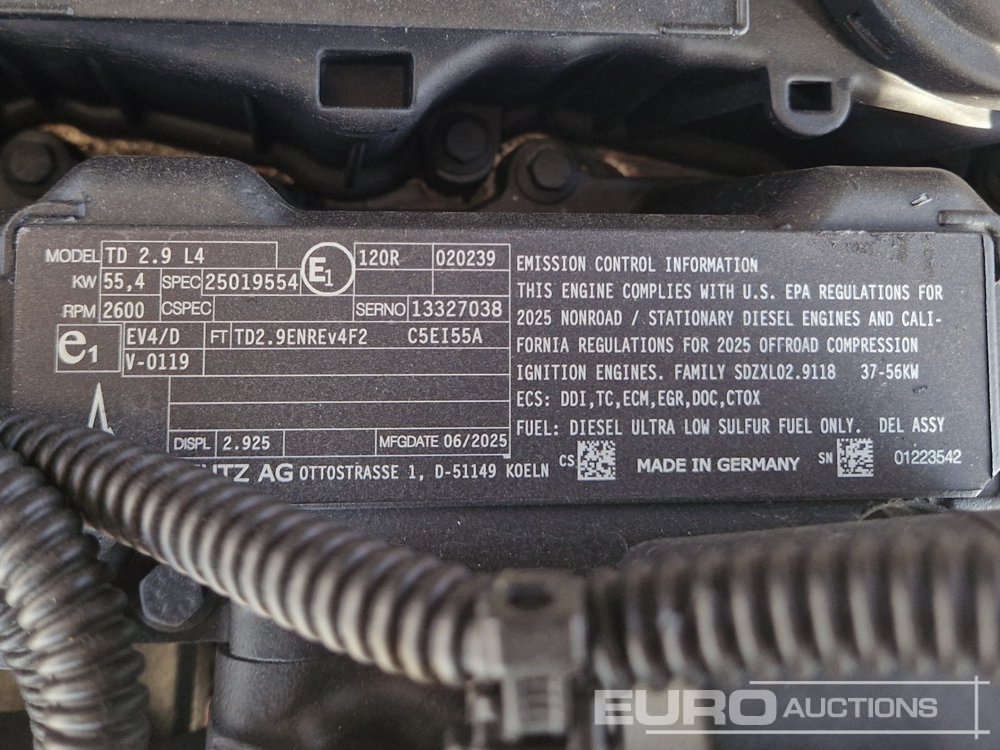 MODEL TD 2.9 L4
KW 55,4 SPEC 25019554 E1 120R 020239
RPM 2600 CSPEC SERNO 13327038
e1 EV4/D FT TD2.9ENREv4F2 C5EI55A
V-0119
DISPL 2.925 MFGDATE 06/2025
UTZ AG OTTOSTRASSE 1, D-51149 KOELN
EMISSION CONTROL INFORMATION
THIS ENGINE COMPLIES WITH U.S. EPA REGULATIONS FOR
2025 NONROAD / STATIONARY DIESEL ENGINES AND CALI-
FORNIA REGULATIONS FOR 2025 OFFROAD COMPRESSION
IGNITION ENGINES. FAMILY SDZXL02.9118 37-56KW
ECS: DDI,TC,ECM,EGR,DOC,CTOX
FUEL: DIESEL ULTRA LOW SULFUR FUEL ONLY. DEL ASSY
CS MADE IN GERMANY SN 01223542
EURO AUCTIONS